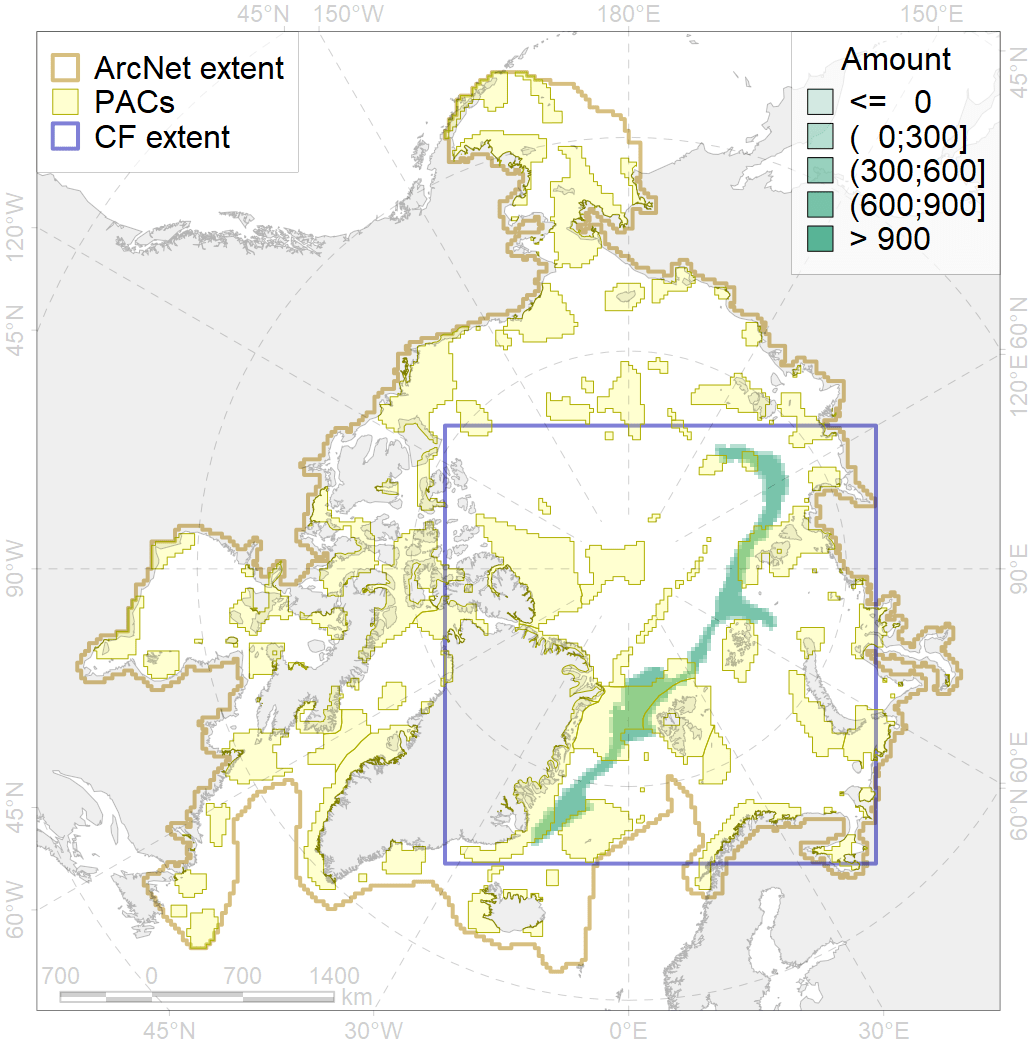 45°N 150°W 180°E 150°E
ArcNet extent
PACs
CF extent
Amount
<= 0
( 0;300]
(300;600]
(600;900]
> 900
45°N
120°W
45°N
90°W
45°N
60°W
60°N
120°E
90°E
60°E
60°N
700 0 700 1400
km
45°N 30°W 0°E 30°E